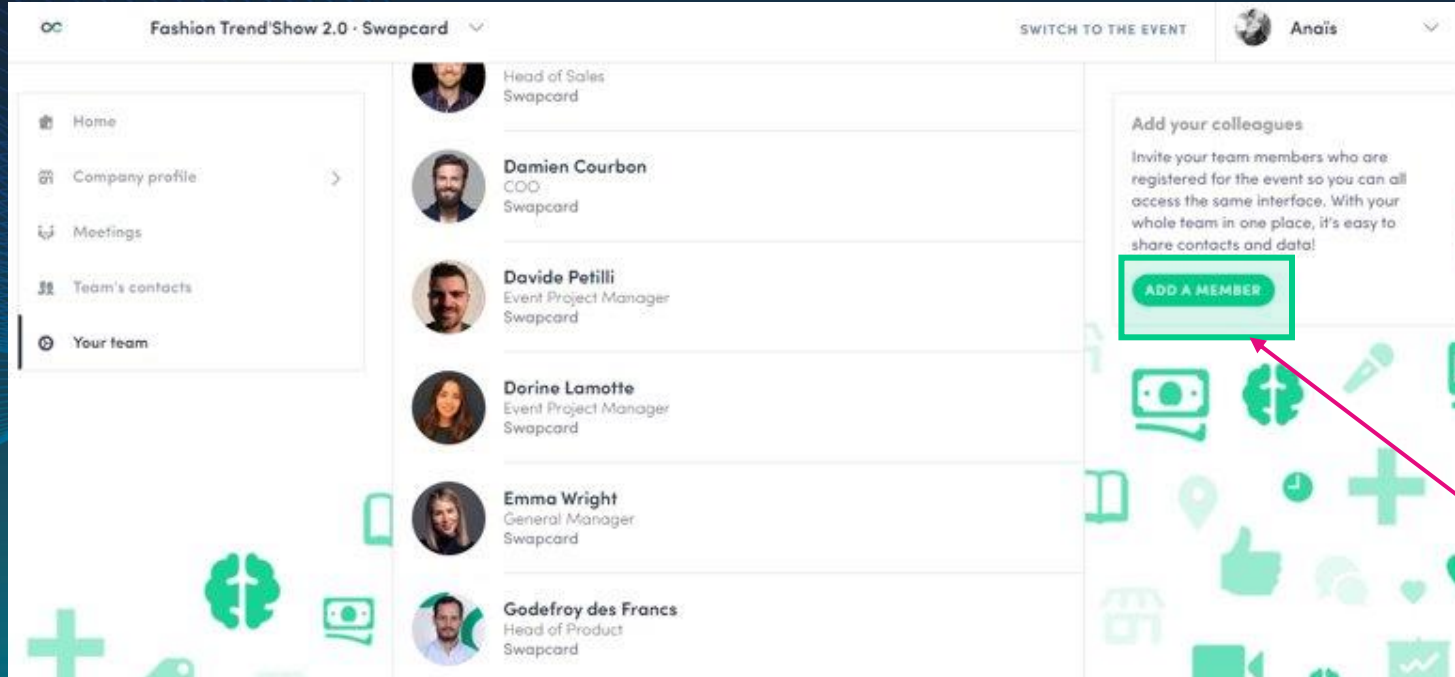 Fashion Trend'Show 2.0 · Swapcard
SWITCH TO THE EVENT
Anaïs
Home
Company profile
Meetings
Team's contacts
Your team
Head of Sales
Swapcard
Damien Courbon
COO
Swapcard
Davide Petilli
Event Project Manager
Swapcard
Dorine Lamotte
Event Project Manager
Swapcard
Emma Wright
General Manager
Swapcard
Godefroy des Francs
Head of Product
Swapcard
Add your colleagues
Invite your team members who are
registered for the event so you can all
access the same interface. With your
whole team in one place, it's easy to
share contacts and data!
ADD A MEMBER